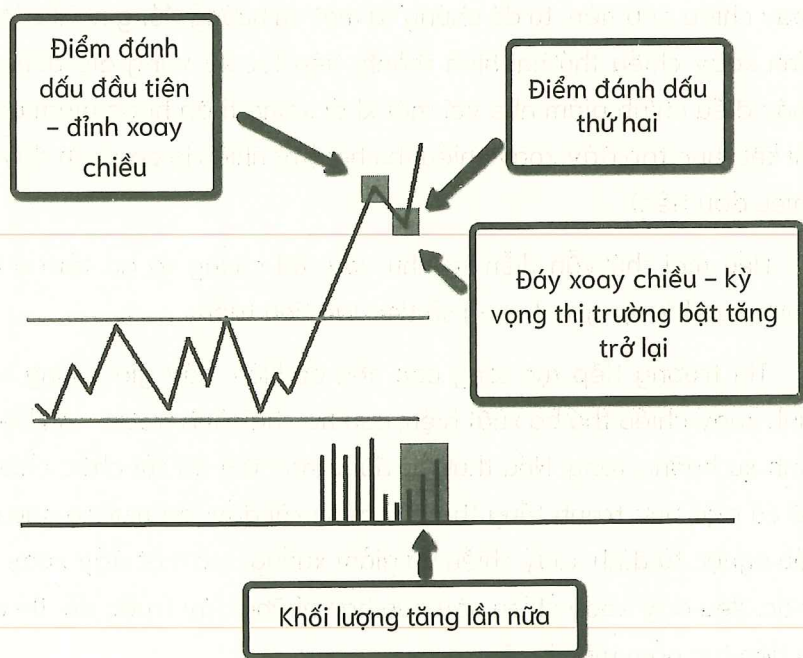 Điểm đánh
dấu đầu tiên
– đỉnh xoay
chiều
Điểm đánh dấu
thứ hai
Đáy xoay chiều – kỳ
vọng thị trường bật tăng
trở lại
Khối lượng tăng lần nữa